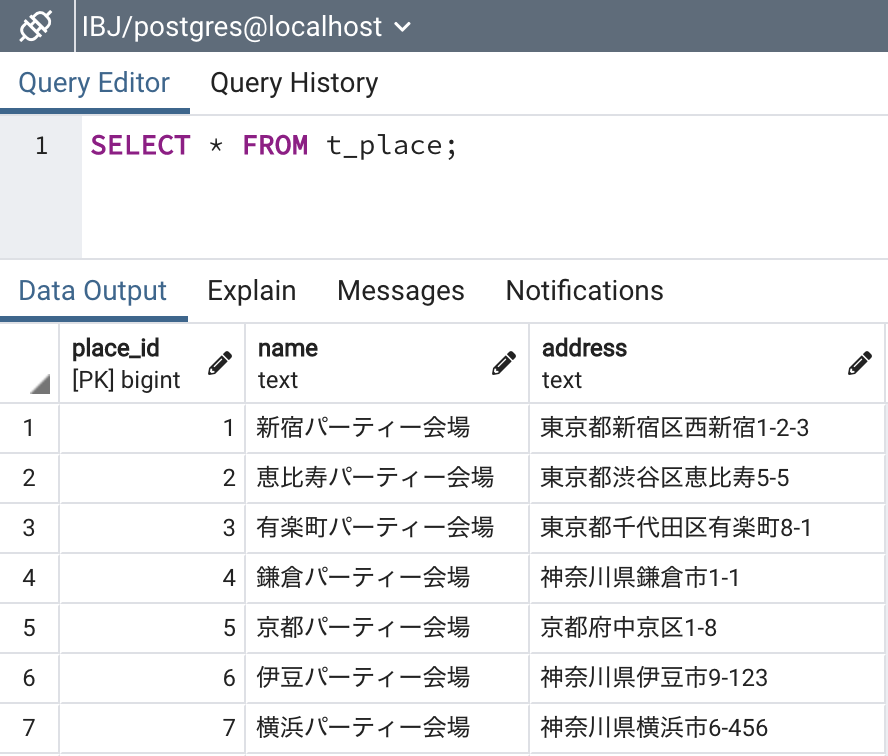 IBJ/postgres@localhost
Query Editor Query History
1 SELECT * FROM t_place;
Data Output Explain Messages Notifications
place_id name address
[PK] bigint text text
1 1 新宿パーティー会場 東京都新宿区西新宿1-2-3
2 2 恵比寿パーティー会場 東京都渋谷区恵比寿5-5
3 3 有楽町パーティー会場 東京都千代田区有楽町8-1
4 4 鎌倉パーティー会場 神奈川県鎌倉市1-1
5 5 京都パーティー会場 京都府中京区1-8
6 6 伊豆パーティー会場 神奈川県伊豆市9-123
7 7 横浜パーティー会場 神奈川県横浜市6-456